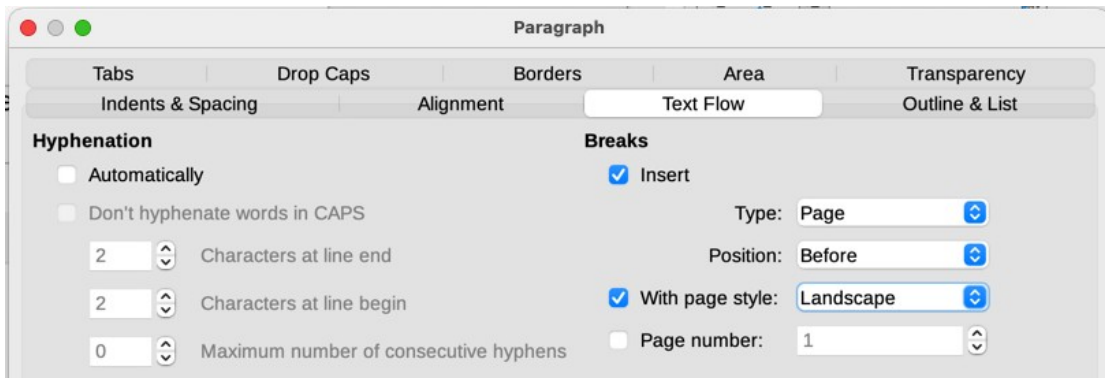 Paragraph
Tabs Drop Caps Borders Area Transparency
Indents & Spacing Alignment Text Flow Outline & List
Hyphenation
Automatically
Don't hyphenate words in CAPS
2 Characters at line end
2 Characters at line begin
0 Maximum number of consecutive hyphens
Breaks
Insert
Type: Page
Position: Before
With page style: Landscape
Page number: 1